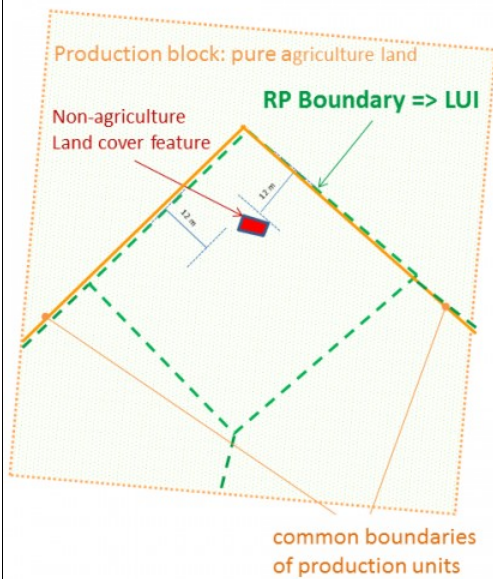 Production block: pure agriculture land
RP Boundary => LUI
Non-agriculture
Land cover feature
12 m
12 m
common boundaries
of production units